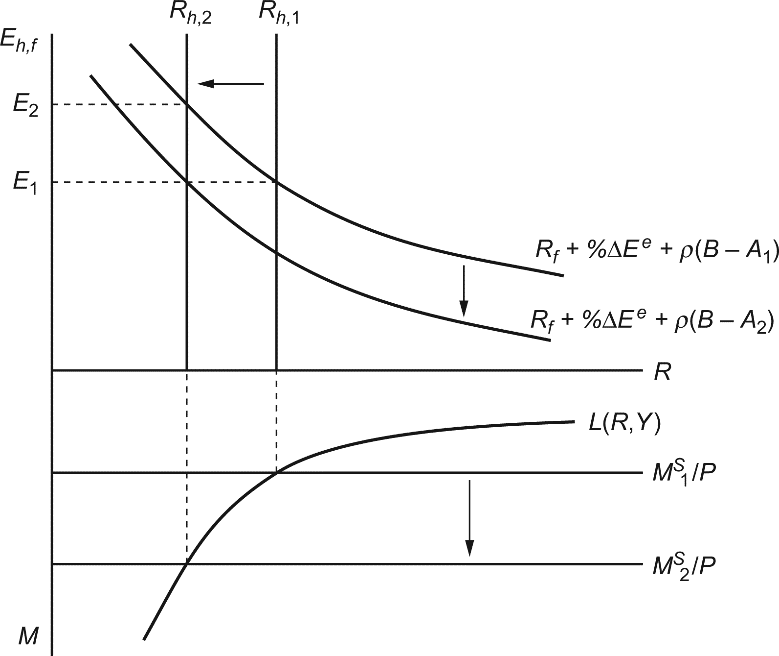 R_{h,2} R_{h,1}
E_{h,f}
E_2
E_1
R_f + %ΔE^e + ρ(B – A_1)
R_f + %ΔE^e + ρ(B – A_2)
R
L(R,Y)
M^S_1/P
M^S_2/P
M